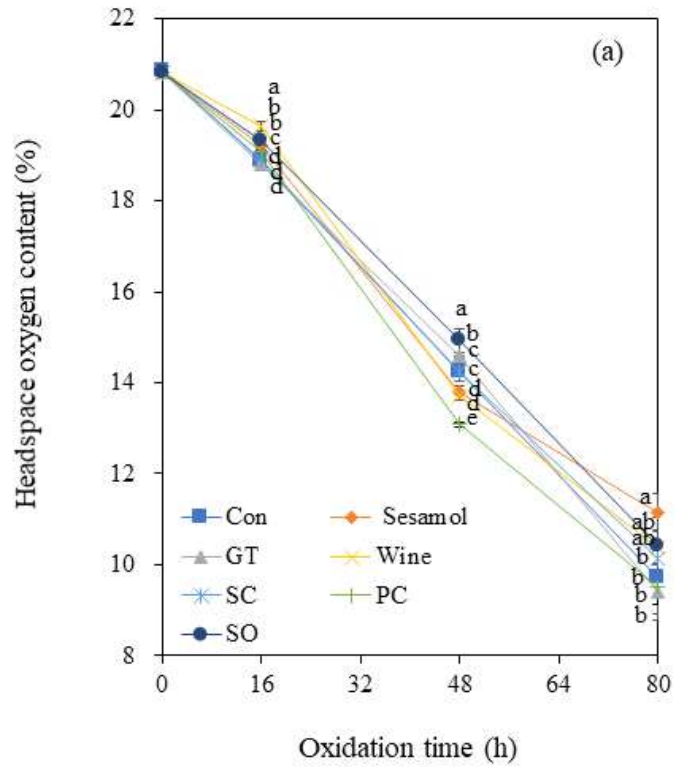 22
20
18
16
14
12
10
8
Headspace oxygen content (%)
(a)
a
b
b
c
d
d
d
a
b
c
c
d
d
e
a
ab
ab
b
b
b
b
Con
Sesamol
GT
Wine
SC
PC
SO
0
16
32
48
64
80
Oxidation time (h)